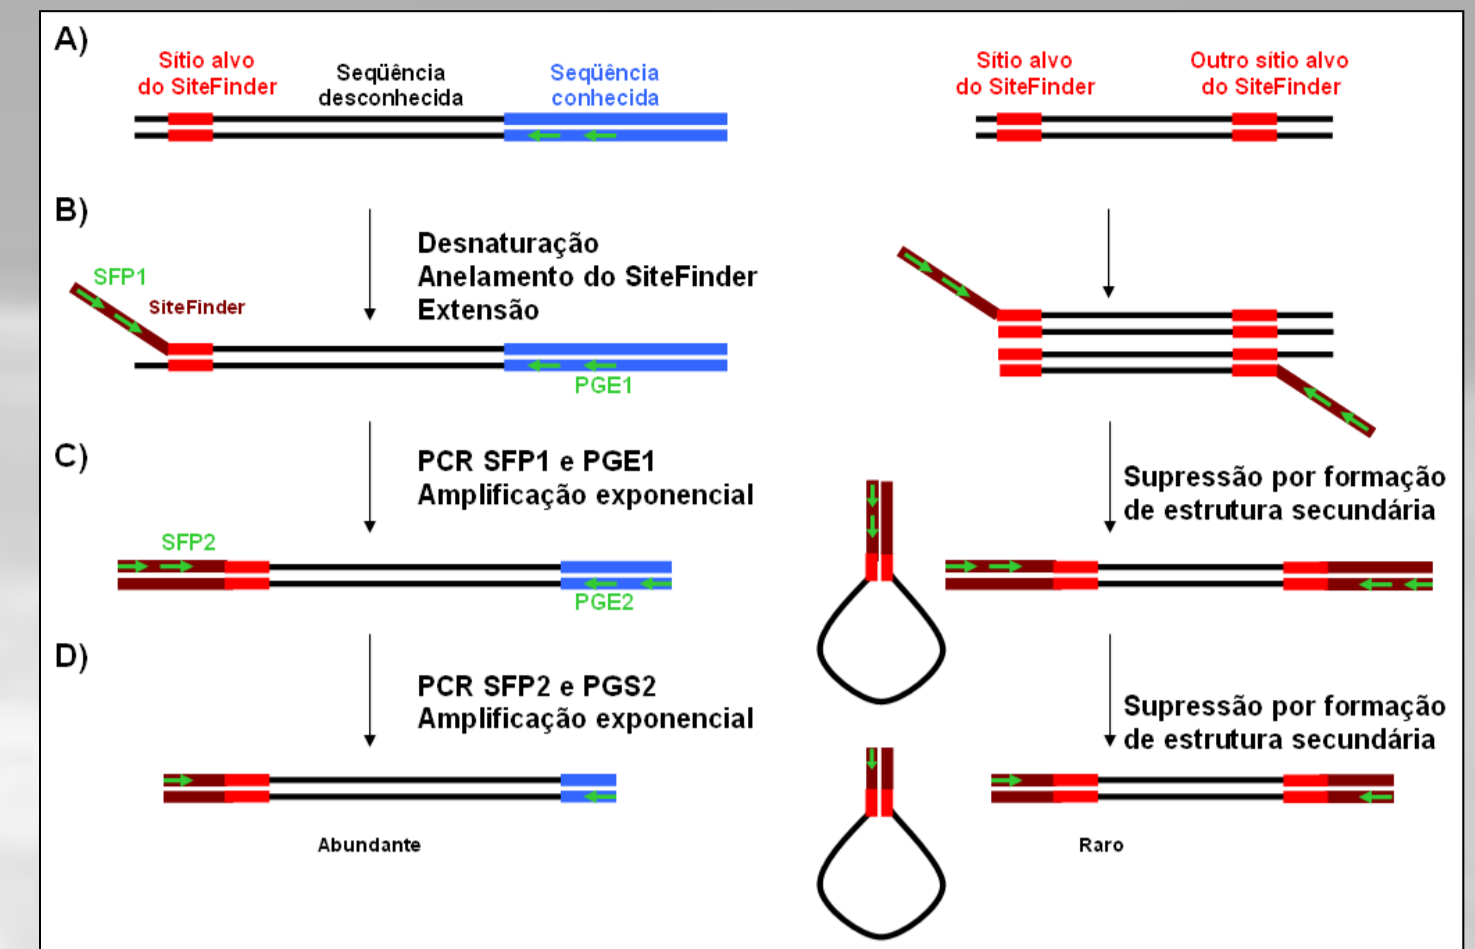 A)
Sítio alvo
do SiteFinder
Seqüência
desconhecida
Seqüência
conhecida
Sítio alvo
do SiteFinder
Outro sítio alvo
do SiteFinder
B)
Desnaturação
Anelamento do SiteFinder
Extensão
SFP1
SiteFinder
PGE1
C)
PCR SFP1 e PGE1
Amplificação exponencial
Supressão por formação
de estrutura secundária
SFP2
PGE2
D)
PCR SFP2 e PGS2
Amplificação exponencial
Supressão por formação
de estrutura secundária
Abundante
Raro